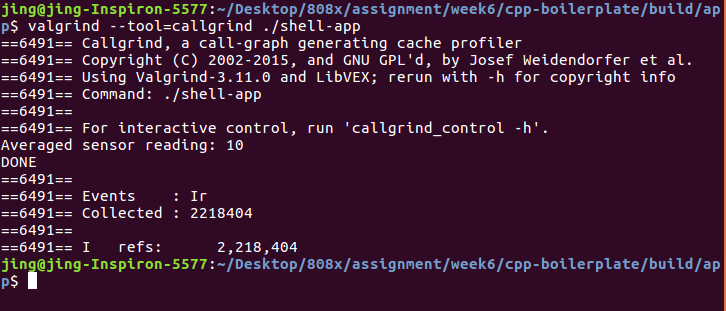 jing@jing-Inspiron-5577:~/Desktop/808x/assignment/week6/cpp-boilerplate/build/ap
p$ valgrind --tool=callgrind ./shell-app
==6491== Callgrind, a call-graph generating cache profiler
==6491== Copyright (C) 2002-2015, and GNU GPL'd, by Josef Weidendorfer et al.
==6491== Using Valgrind-3.11.0 and LibVEX; rerun with -h for copyright info
==6491== Command: ./shell-app
==6491==
==6491== For interactive control, run 'callgrind_control -h'.
Averaged sensor reading: 10
DONE
==6491==
==6491== Events    : Ir
==6491== Collected : 2218404
==6491==
==6491== I   refs:      2,218,404
jing@jing-Inspiron-5577:~/Desktop/808x/assignment/week6/cpp-boilerplate/build/ap
p$